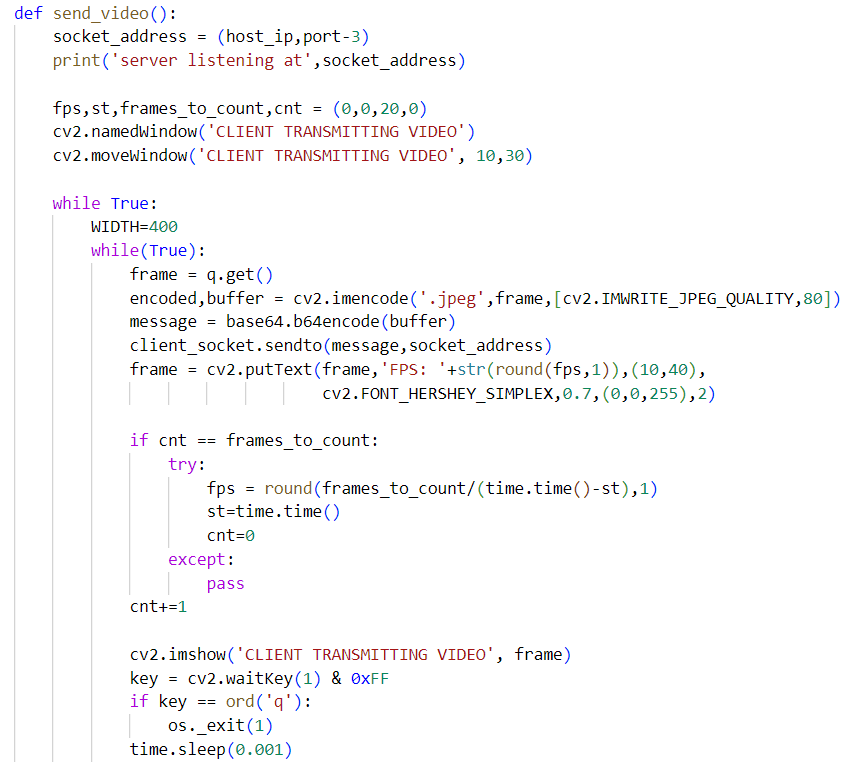 def send_video():
    socket_address = (host_ip,port-3)
    print('server listening at',socket_address)

    fps,st,frames_to_count,cnt = (0,0,20,0)
    cv2.namedWindow('CLIENT TRANSMITTING VIDEO')
    cv2.moveWindow('CLIENT TRANSMITTING VIDEO', 10,30)

    while True:
        WIDTH=400
        while(True):
            frame = q.get()
            encoded,buffer = cv2.imencode('.jpeg',frame,[cv2.IMWRITE_JPEG_QUALITY,80])
            message = base64.b64encode(buffer)
            client_socket.sendto(message,socket_address)
            frame = cv2.putText(frame,'FPS: '+str(round(fps,1)),(10,40),
                                cv2.FONT_HERSHEY_SIMPLEX,0.7,(0,0,255),2)

            if cnt == frames_to_count:
                try:
                    fps = round(frames_to_count/(time.time()-st),1)
                    st=time.time()
                    cnt=0
                except:
                    pass
            cnt+=1

            cv2.imshow('CLIENT TRANSMITTING VIDEO', frame)
            key = cv2.waitKey(1) & 0xFF
            if key == ord('q'):
                os._exit(1)
            time.sleep(0.001)